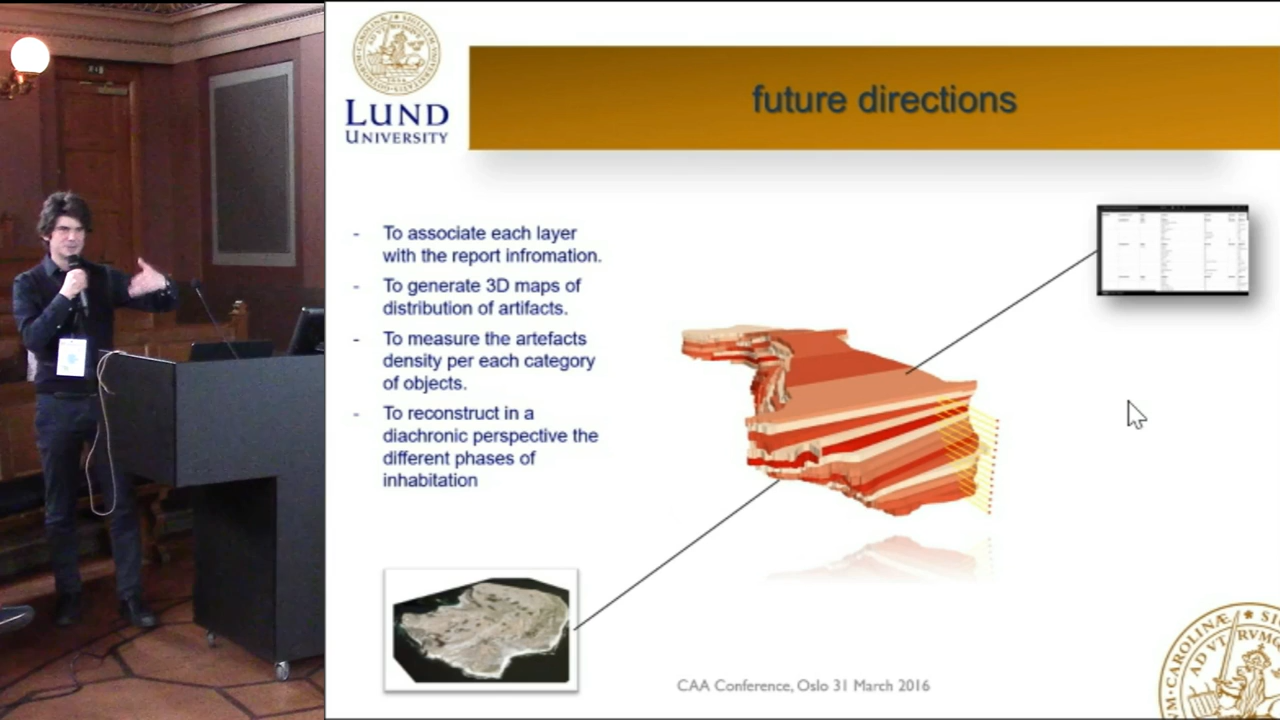 LUND
UNIVERSITY
future directions
- To associate each layer
with the report infromation.
- To generate 3D maps of
distribution of artifacts.
- To measure the artefacts
density per each category
of objects.
- To reconstruct in a
diachronic perspective the
different phases of
inhabitation
CAA Conference, Oslo 31 March 2016